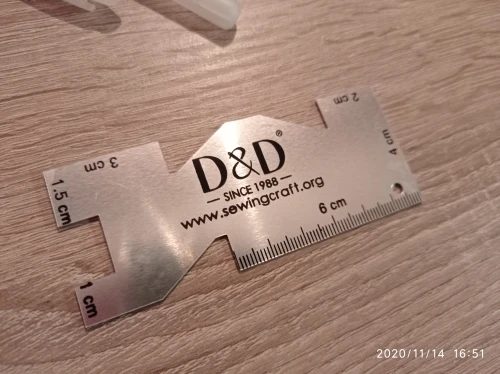 2 cm
3 cm
4 cm
1.5 cm
D&D®
— SINCE 1988 —
www.sewingcraft.org
6 cm
1 cm
2020/11/14 16:51